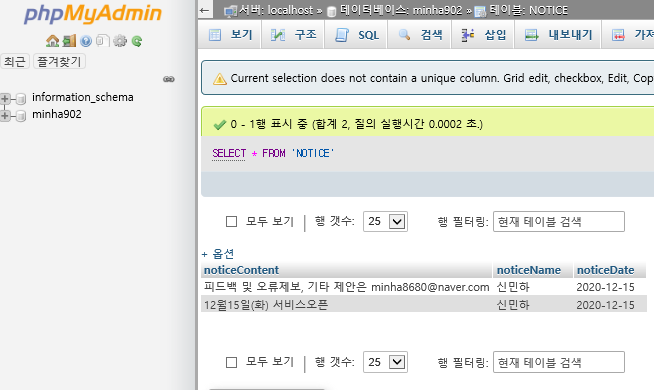 phpMyAdmin
최근 즐겨찾기
information_schema
minha902
서버: localhost » 데이터베이스: minha902 » 테이블: NOTICE
보기 구조 SQL 검색 삽입 내보내기
Current selection does not contain a unique column. Grid edit, checkbox, Edit, Cop
0 - 1행 표시 중 (합계 2, 질의 실행시간 0.0002 초.)
SELECT * FROM `NOTICE`
모두 보기 행 갯수: 25 행 필터링: 현재 테이블 검색
+ 옵션
noticeContent noticeName noticeDate
피드백 및 오류제보, 기타 제안은 minha8680@naver.com 신민하 2020-12-15
12월15일(화) 서비스오픈 신민하 2020-12-15
모두 보기 행 갯수: 25 행 필터링: 현재 테이블 검색